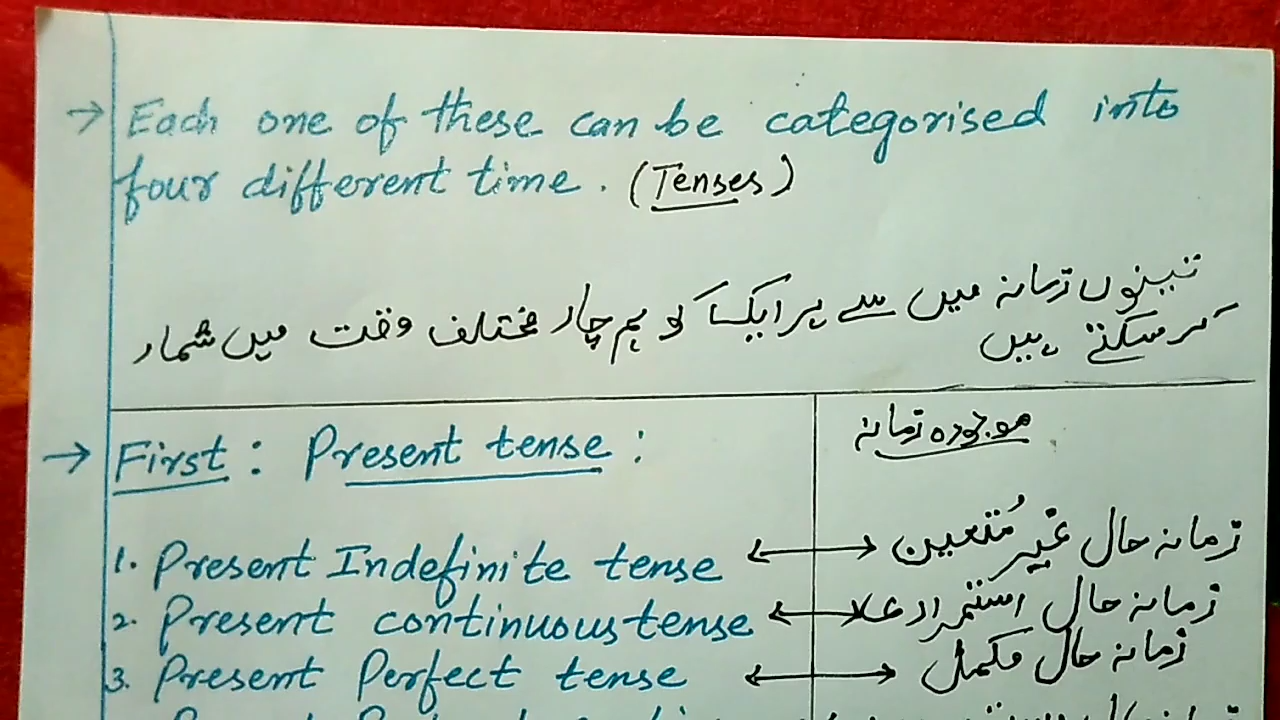 → Each one of these can be categorised into
four different time. (Tenses)
تینوں زمانہ میں سے ہر ایک کو ہم چار مختلف وقت میں شمار
کر سکتے ہیں
→ First : Present tense :
موجودہ زمانہ
1. Present Indefinite tense ↔ زمانہ حال غیر مُتعین
2. Present continuous tense ↔ زمانہ حال استمراری
3. Present Perfect tense ↔ زمانہ حال مکمل